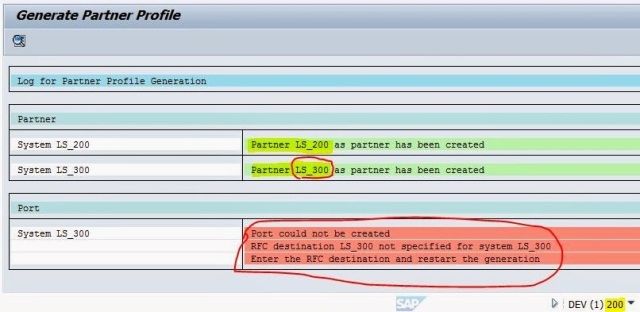 Generate Partner Profile
Log for Partner Profile Generation
Partner
System LS_200 Partner LS_200 as partner has been created
System LS_300 Partner LS_300 as partner has been created
Port
System LS_300 Port could not be created
RFC destination LS_300 not specified for system LS_300
Enter the RFC destination and restart the generation
SAP DEV (1) 200